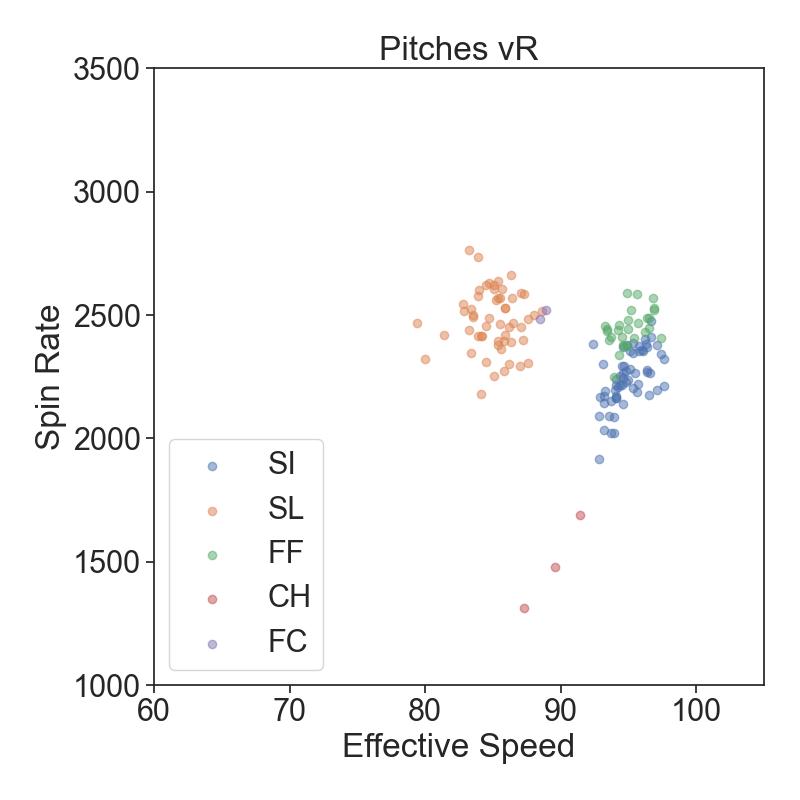 Pitches vR
3500
3000
2500
2000
1500
1000
Spin Rate
SI
SL
FF
CH
FC
60 70 80 90 100
Effective Speed